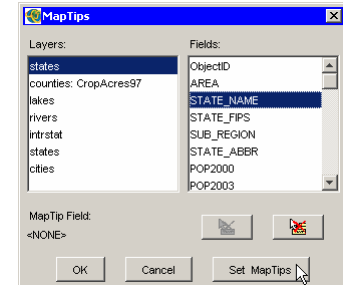 MapTips
Layers:
Fields:
states
counties: CropAcres97
lakes
rivers
intrstat
states
cities
ObjectID
AREA
STATE_NAME
STATE_FIPS
SUB_REGION
STATE_ABBR
POP2000
POP2003
MapTip Field:
<NONE>
OK
Cancel
Set MapTips